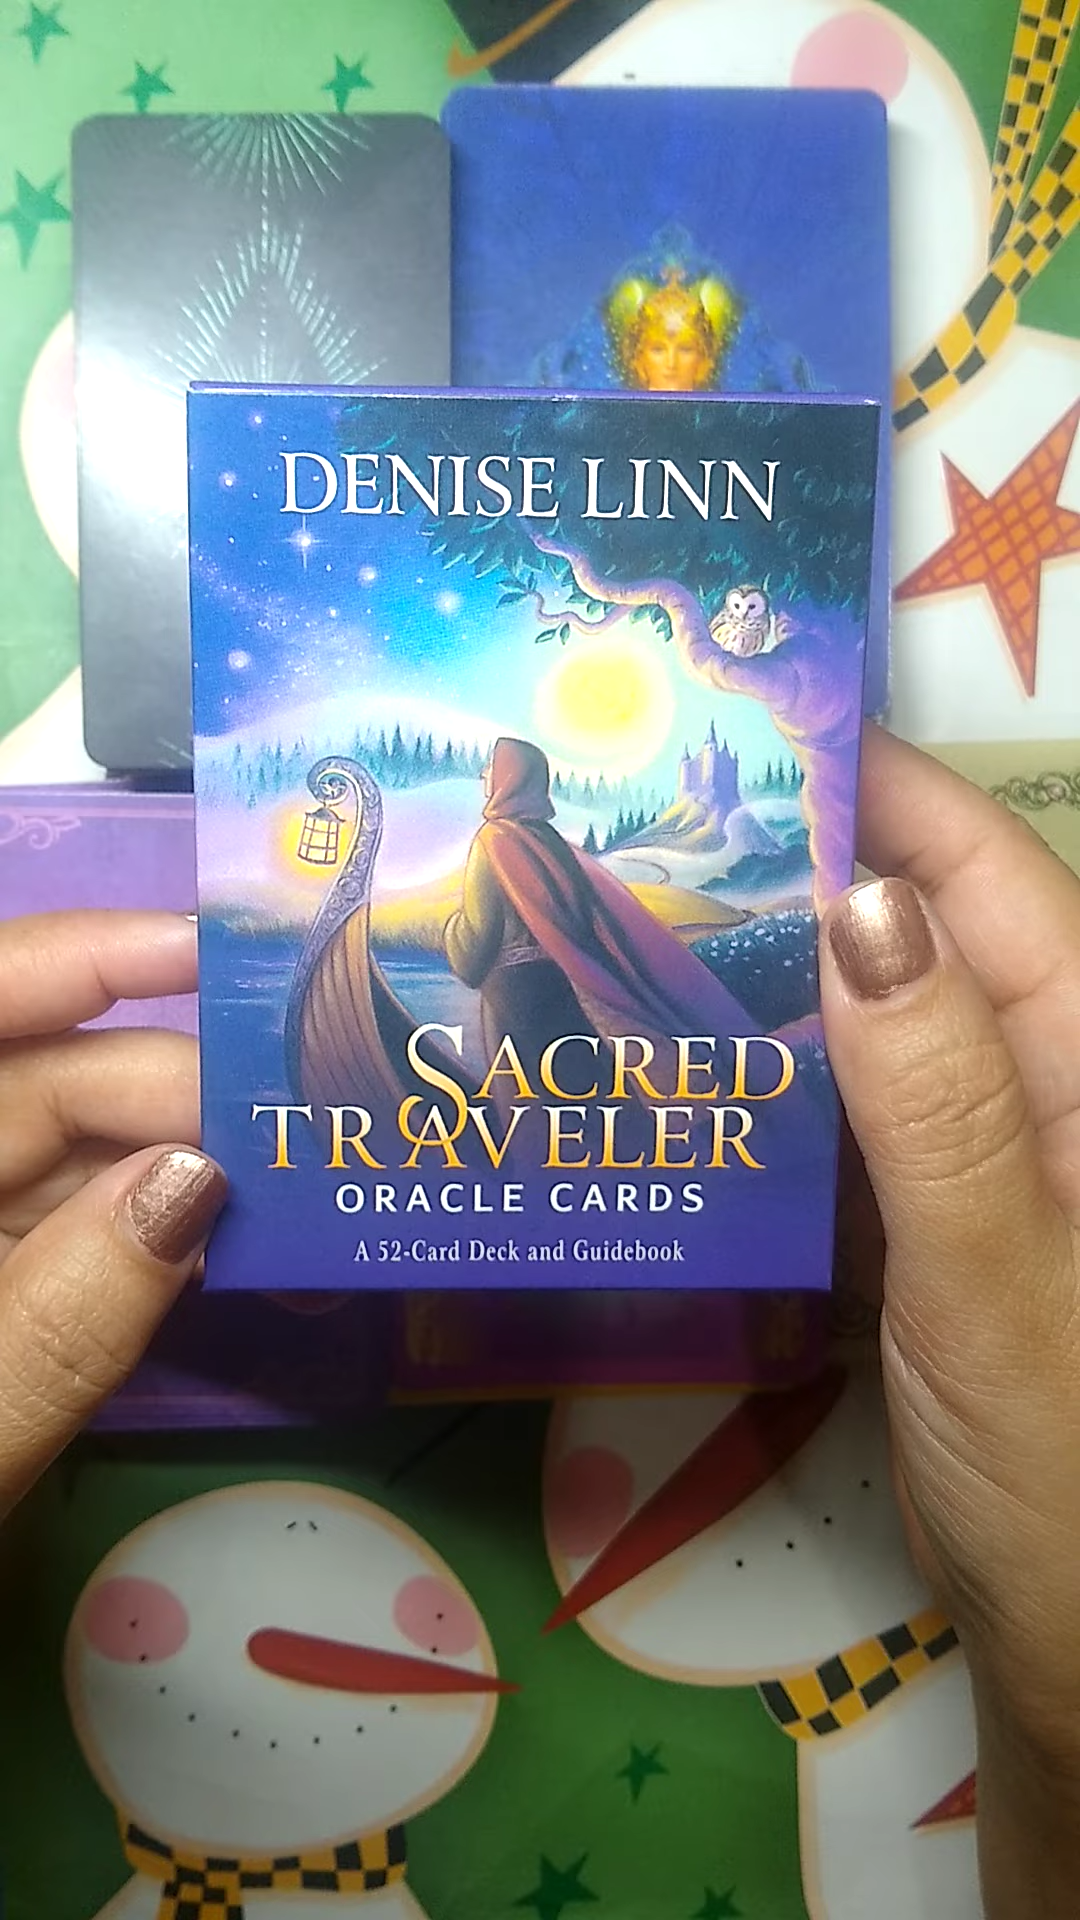 DENISE LINN
SACRED
TRAVELER
ORACLE CARDS
A 52-Card Deck and Guidebook